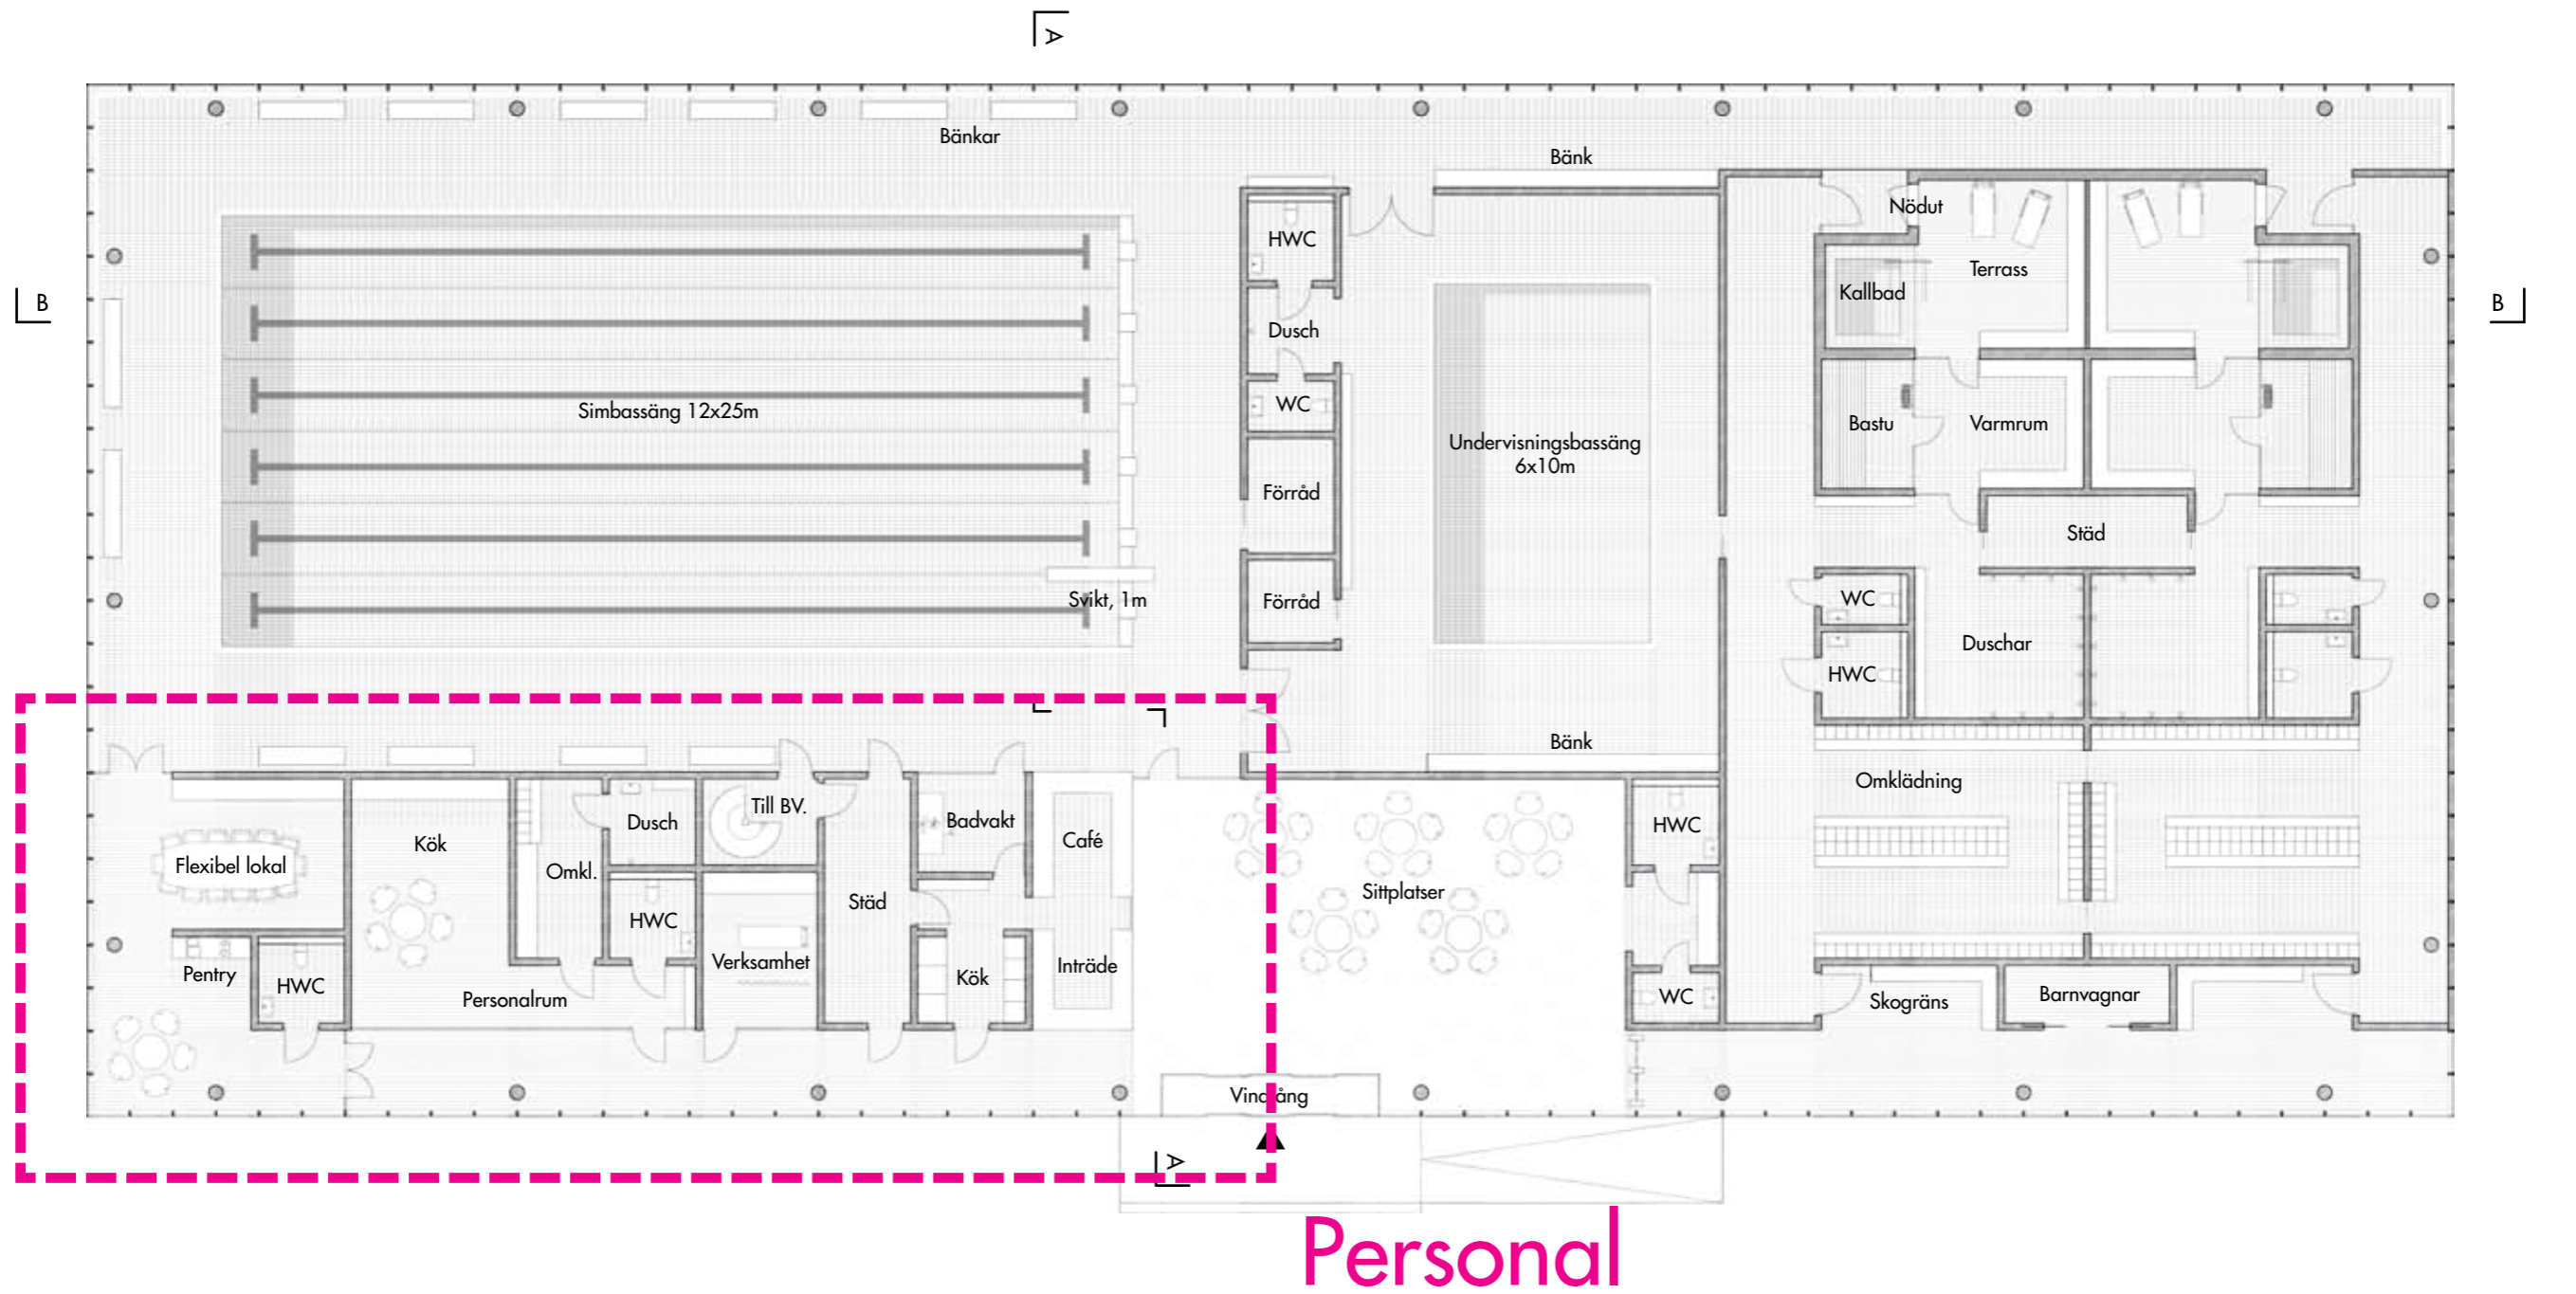 A
Bänkar
Bänk
Nödut
HWC
Terrass
Kallbad
B
B
Dusch
WC
Simbassäng 12x25m
Bastu
Varmrum
Undervisningsbassäng
6x10m
Förråd
Städ
Svikt, 1m
Förråd
WC
Duschar
HWC
Bänk
Omklädning
Till BV.
Dusch
Badvakt
HWC
Café
Kök
Flexibel lokal
Omkl.
Sittplatser
Städ
HWC
Verksamhet
Inträde
Pentry
Kök
HWC
Personalrum
WC
Skogräns
Barnvagnar
Vindfång
A
Personal